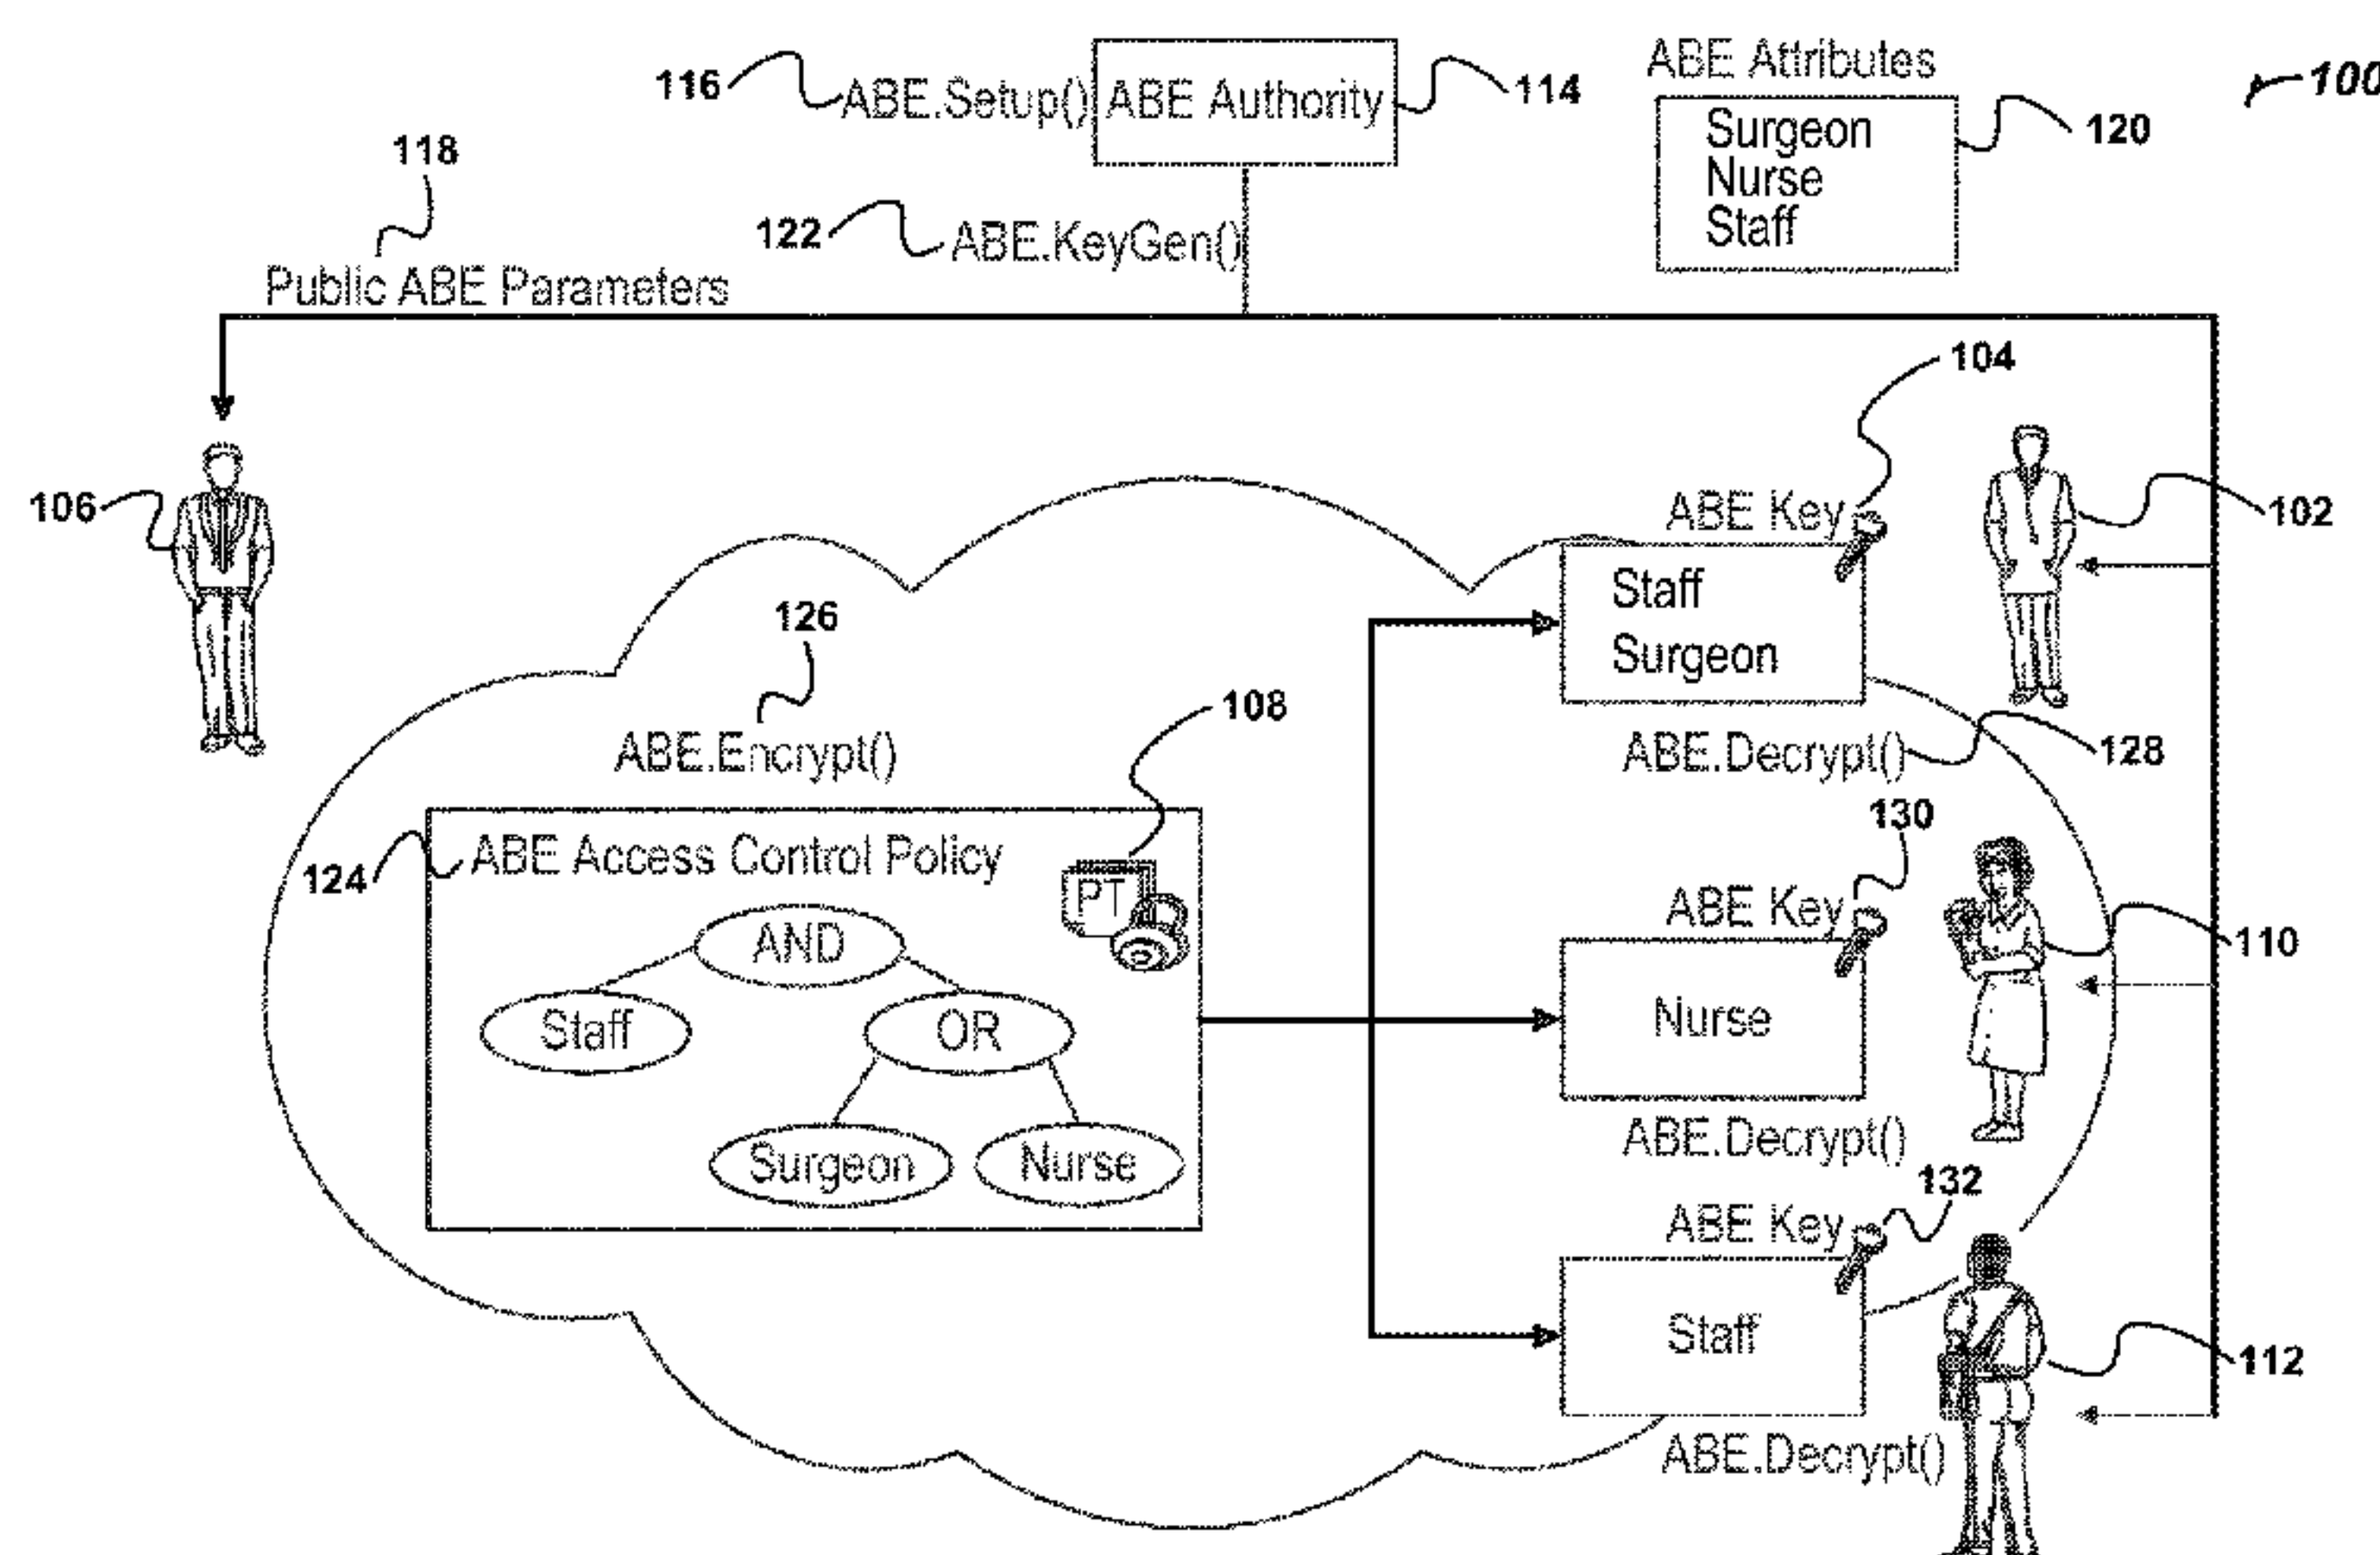 116
ABE.Setup()
ABE Authority
114
ABE Attributes
100
Surgeon
Nurse
Staff
120
118
122
ABE.KeyGen()
Public ABE Parameters
104
106
ABE Key
102
Staff
Surgeon
126
108
ABE.Encrypt()
ABE.Decrypt()
128
130
124
ABE Access Control Policy
PT
ABE Key
AND
110
Staff
OR
Nurse
Surgeon
Nurse
ABE.Decrypt()
132
ABE Key
Staff
112
ABE.Decrypt()